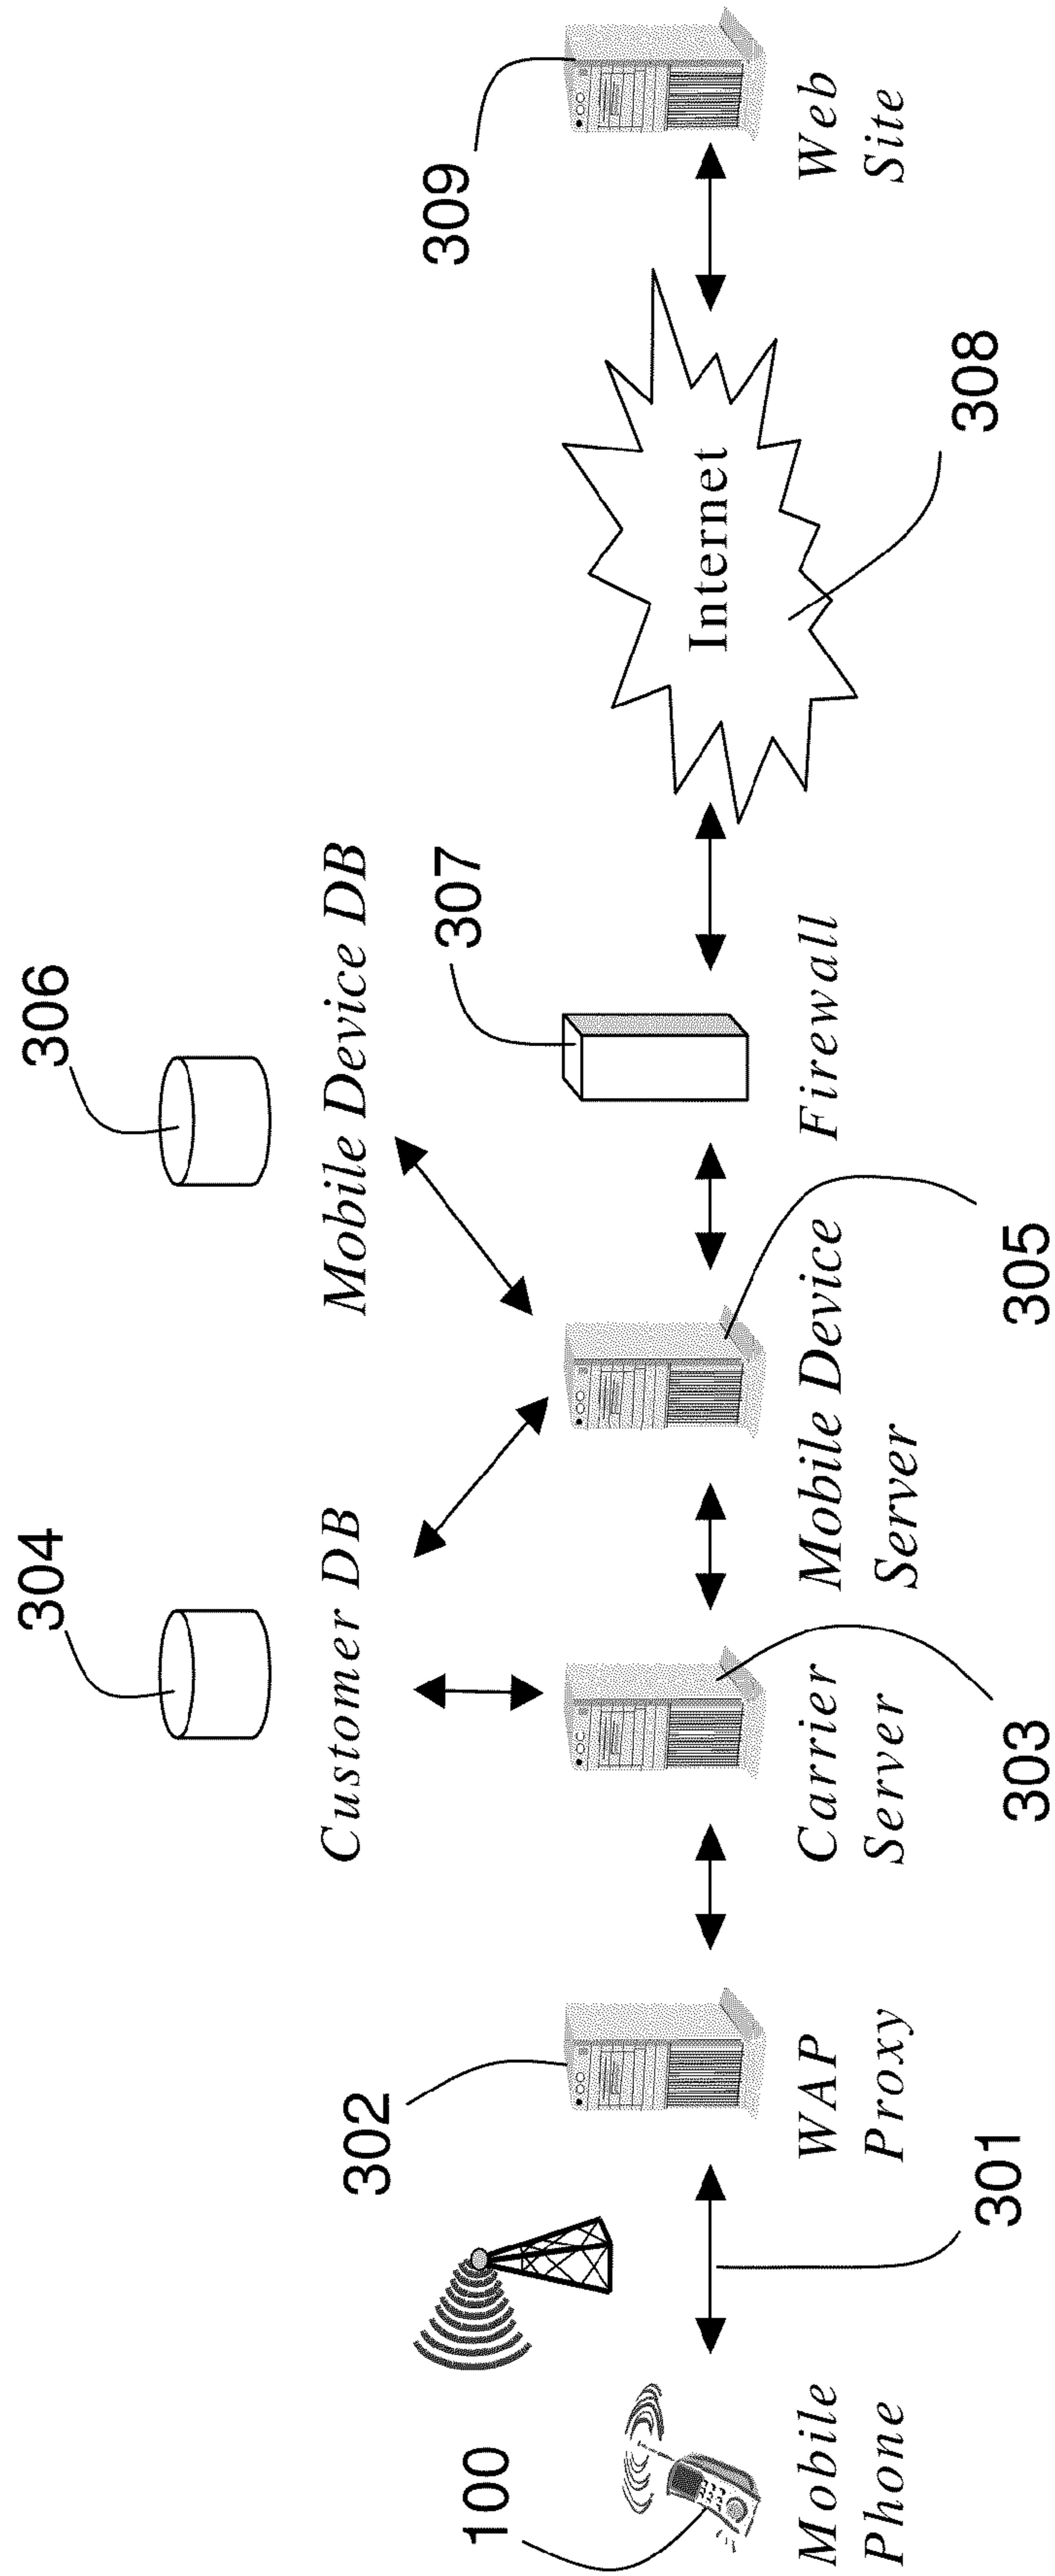 304
306
Customer DB
Mobile Device DB
100
302
307
309
Internet
Mobile
Phone
WAP
Proxy
Carrier
Server
Mobile Device
Server
Firewall
Web
Site
301
303
305
308